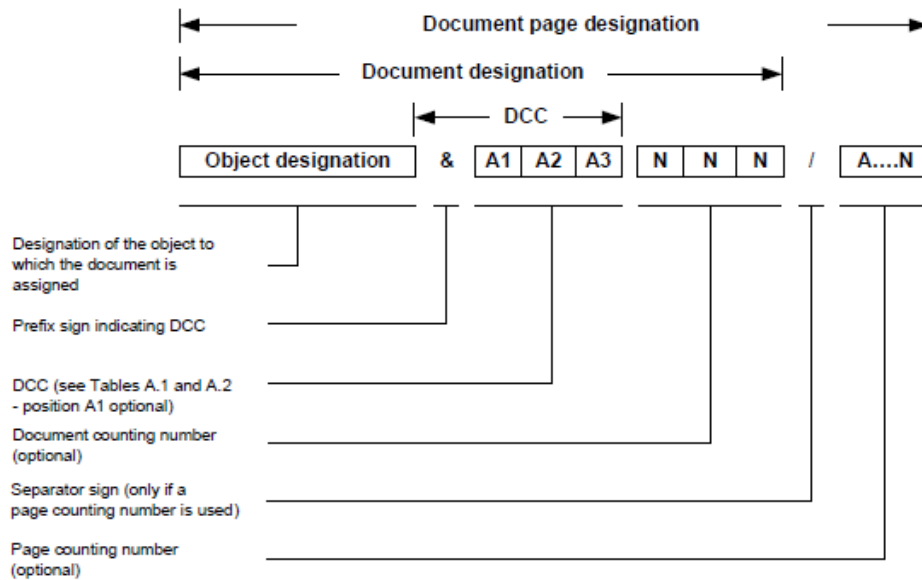 Document page designation
Document designation
DCC
Object designation & A1 A2 A3 N N N / A....N
Designation of the object to
which the document is
assigned
Prefix sign indicating DCC
DCC (see Tables A.1 and A.2
- position A1 optional)
Document counting number
(optional)
Separator sign (only if a
page counting number is used)
Page counting number
(optional)